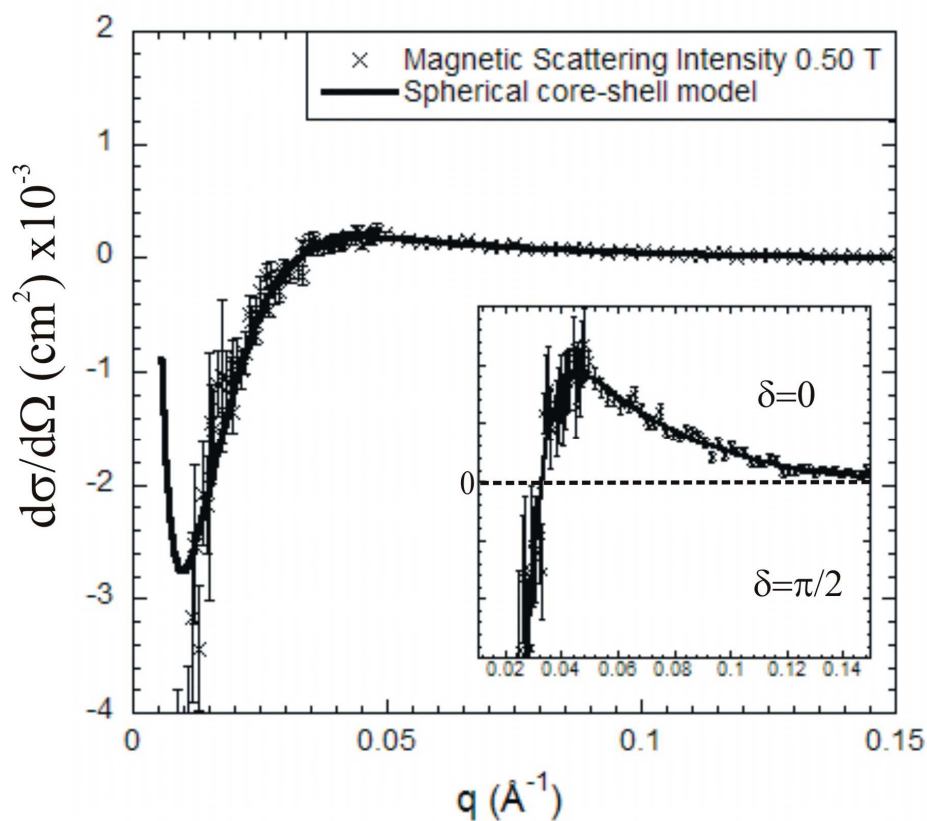 2
× Magnetic Scattering Intensity 0.50 T
Spherical core-shell model
1
0
-1
-2
-3
-4
dσ/dΩ (cm²) x10⁻³
δ=0
0
δ=π/2
0.02 0.04 0.06 0.08 0.1 0.12 0.14
0 0.05 0.1 0.15
q (Å⁻¹)